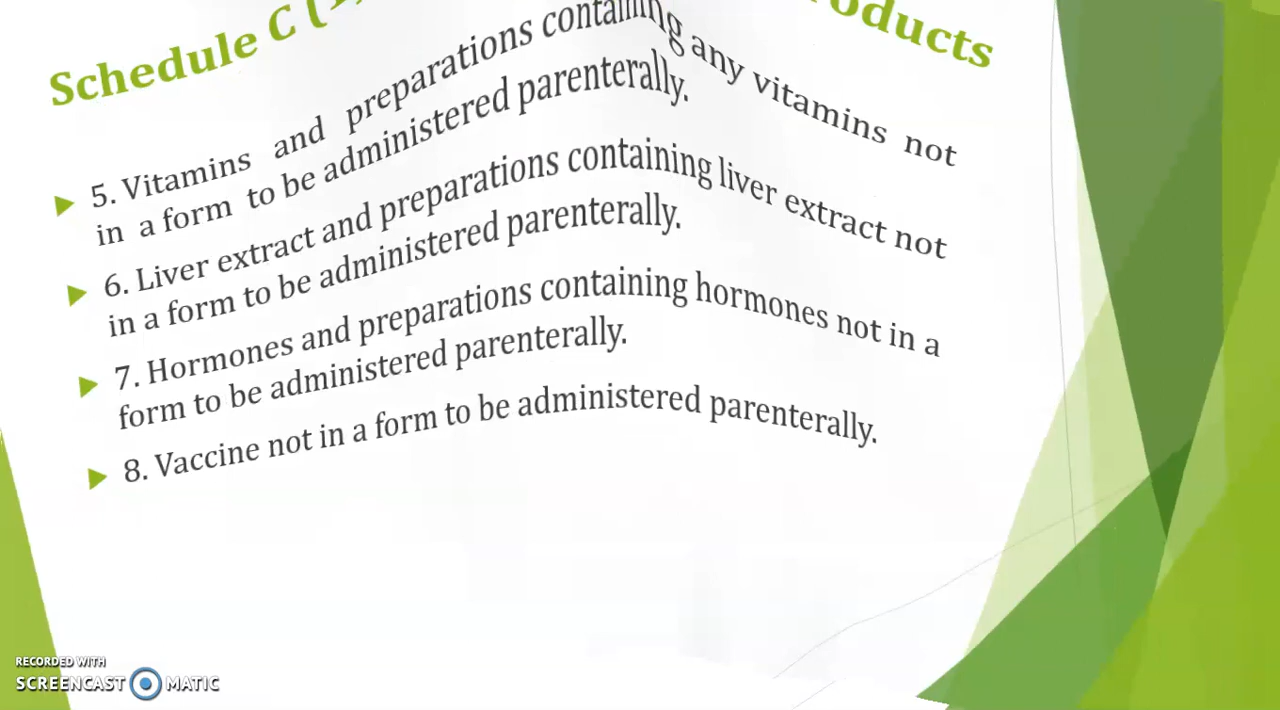 Schedule C (1) oducts
5. Vitamins and preparations containing any vitamins not
in a form to be administered parenterally.
6. Liver extract and preparations containing liver extract not
in a form to be administered parenterally.
7. Hormones and preparations containing hormones not in a
form to be administered parenterally.
8. Vaccine not in a form to be administered parenterally.
RECORDED WITH
SCREENCAST MATIC